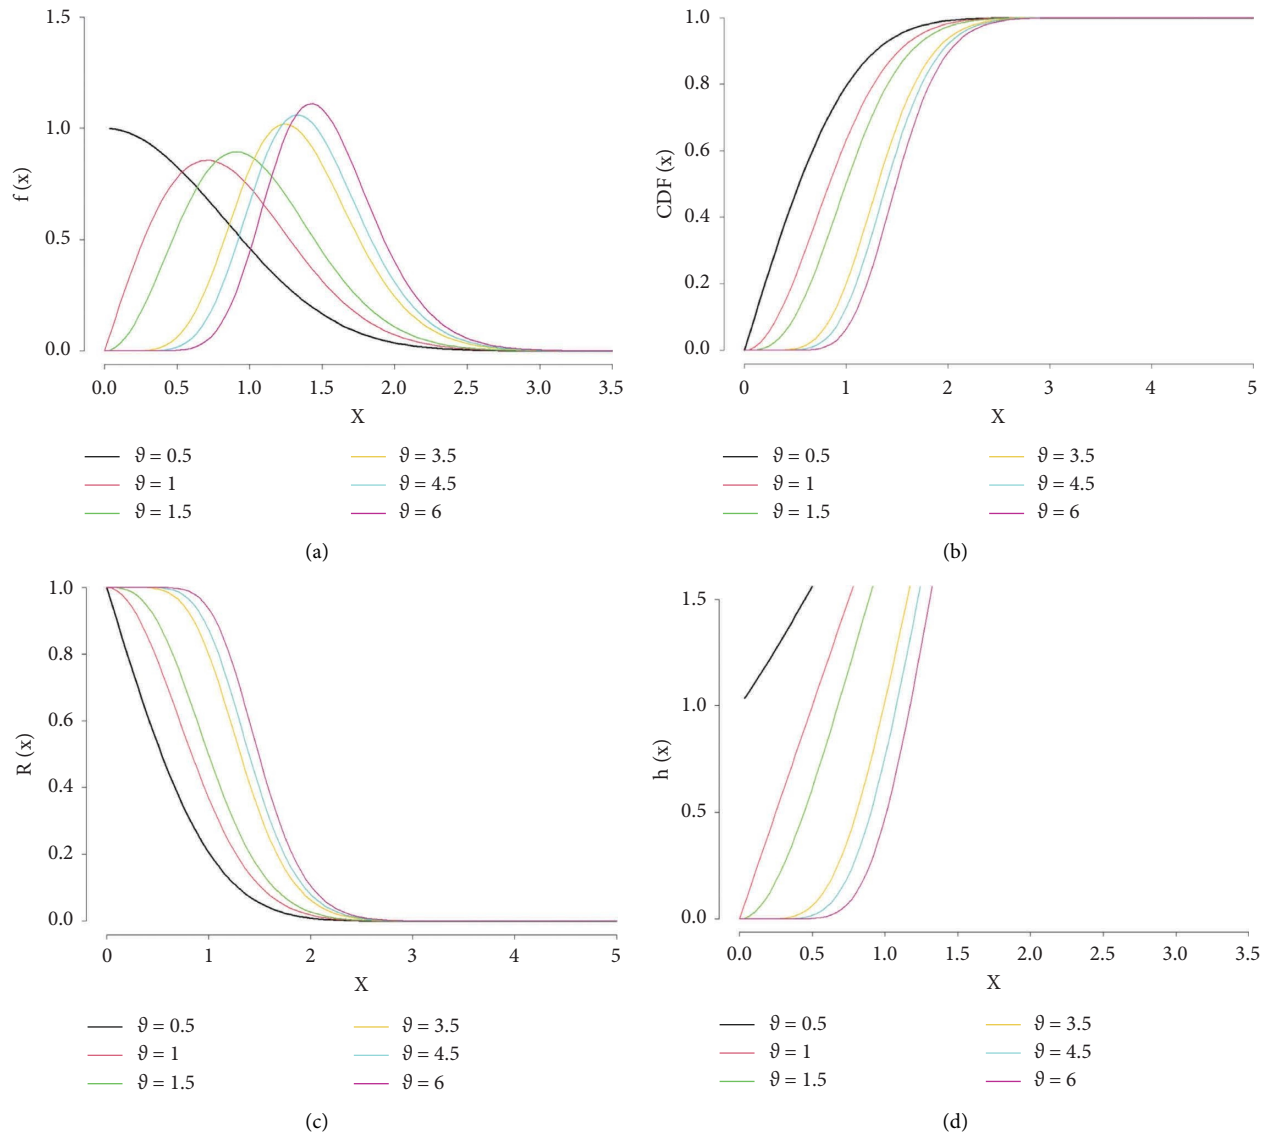 1.5
1.0
0.5
0.0
f (x)
0.0 0.5 1.0 1.5 2.0 2.5 3.0 3.5
X
ϑ = 0.5
ϑ = 1
ϑ = 1.5
ϑ = 3.5
ϑ = 4.5
ϑ = 6
(a)
1.0
0.8
0.6
0.4
0.2
0.0
CDF (x)
0 1 2 3 4 5
X
ϑ = 0.5
ϑ = 1
ϑ = 1.5
ϑ = 3.5
ϑ = 4.5
ϑ = 6
(b)
1.0
0.8
0.6
0.4
0.2
0.0
R (x)
0 1 2 3 4 5
X
ϑ = 0.5
ϑ = 1
ϑ = 1.5
ϑ = 3.5
ϑ = 4.5
ϑ = 6
(c)
1.5
1.0
0.5
0.0
h (x)
0.0 0.5 1.0 1.5 2.0 2.5 3.0 3.5
X
ϑ = 0.5
ϑ = 1
ϑ = 1.5
ϑ = 3.5
ϑ = 4.5
ϑ = 6
(d)